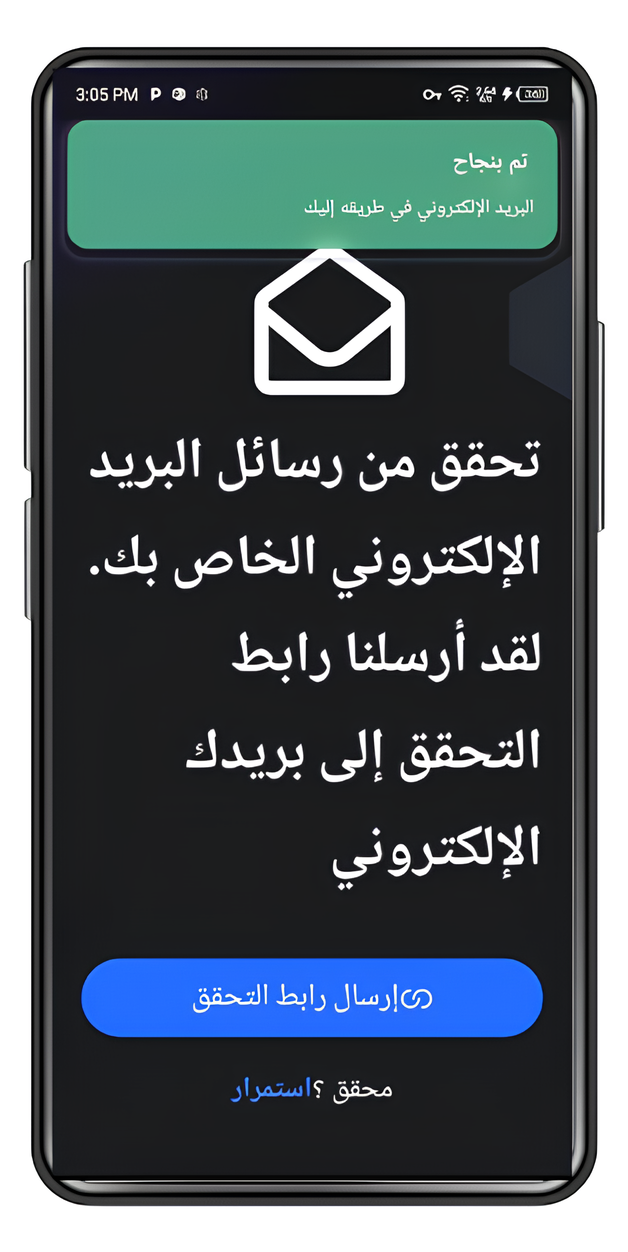 3:05 PM P
تم بنجاح
البريد الإلكتروني في طريقه إليك
تحقق من رسائل البريد
الإلكتروني الخاص بك.
لقد أرسلنا رابط
التحقق إلى بريدك
الإلكتروني
إرسال رابط التحقق
محقق ؟استمرار